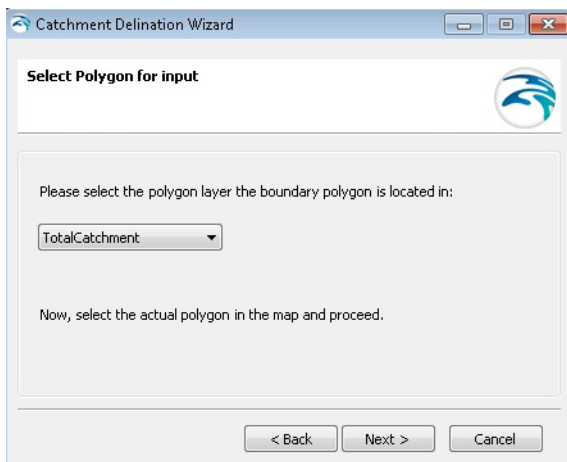 Catchment Delination Wizard
Select Polygon for input
Please select the polygon layer the boundary polygon is located in:
TotalCatchment
Now, select the actual polygon in the map and proceed.
< Back
Next >
Cancel